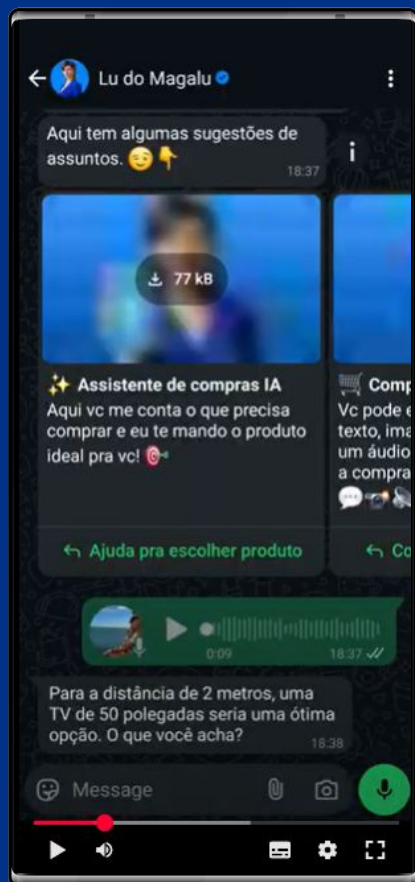 Lu do Magalu
Aqui tem algumas sugestões de
assuntos. 😏👇
18:37
77 kB
✨ Assistente de compras IA
Aqui vc me conta o que precisa
comprar e eu te mando o produto
ideal pra vc! 🎯
Ajuda pra escolher produto
🛒 Comp
Vc pode e
texto, ima
um áudio
a compra
💬📸🔊
Co
0:09
18:37
Para a distância de 2 metros, uma
TV de 50 polegadas seria uma ótima
opção. O que você acha?
18:38
Message